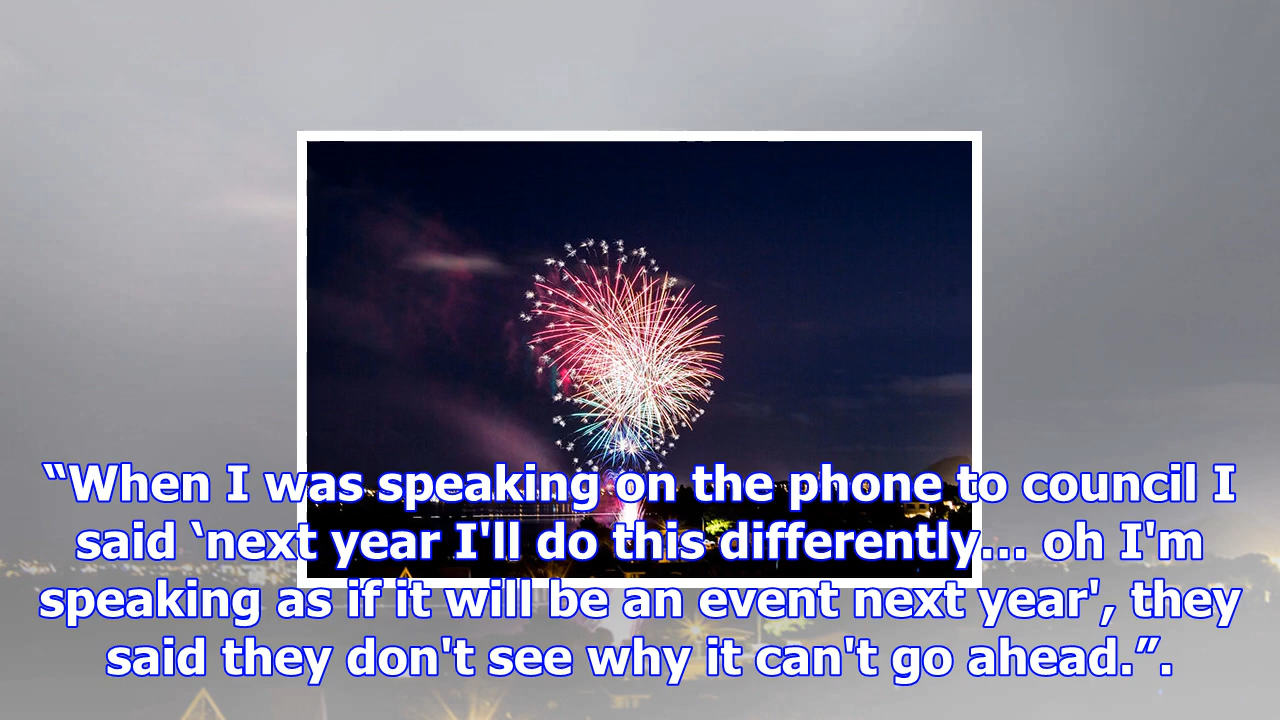 “When I was speaking on the phone to council I
said ‘next year I'll do this differently... oh I'm
speaking as if it will be an event next year', they
said they don't see why it can't go ahead.”.